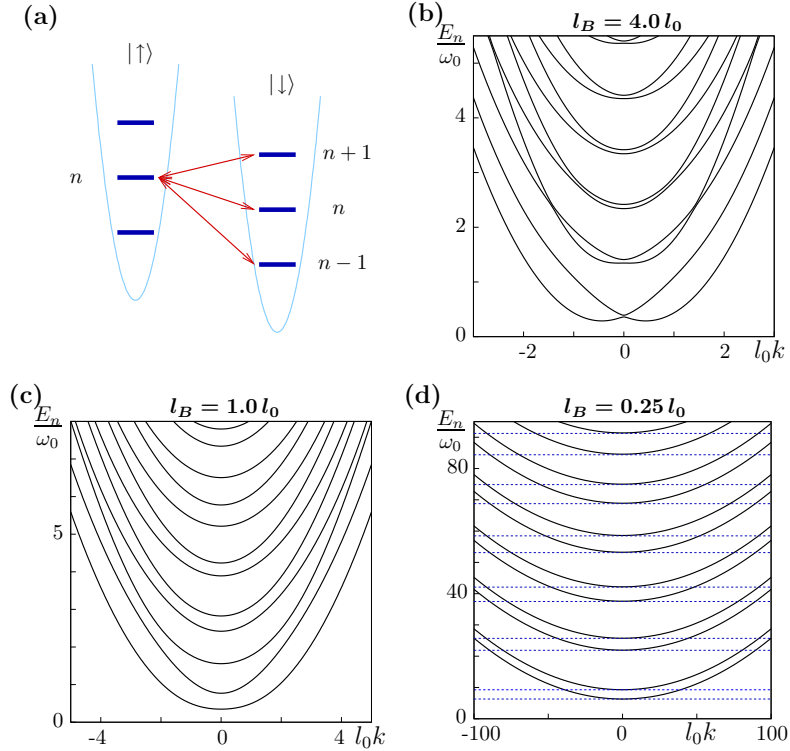 (a)
|↑⟩
|↓⟩
n
n + 1
n
n − 1
(b)
l_B = 4.0 l_0
E_n
ω_0
4
2
0
-2
0
2
l_0k
(c)
l_B = 1.0 l_0
E_n
ω_0
5
0
-4
0
4
l_0k
(d)
l_B = 0.25 l_0
E_n
ω_0
80
40
0
-100
0
100
l_0k